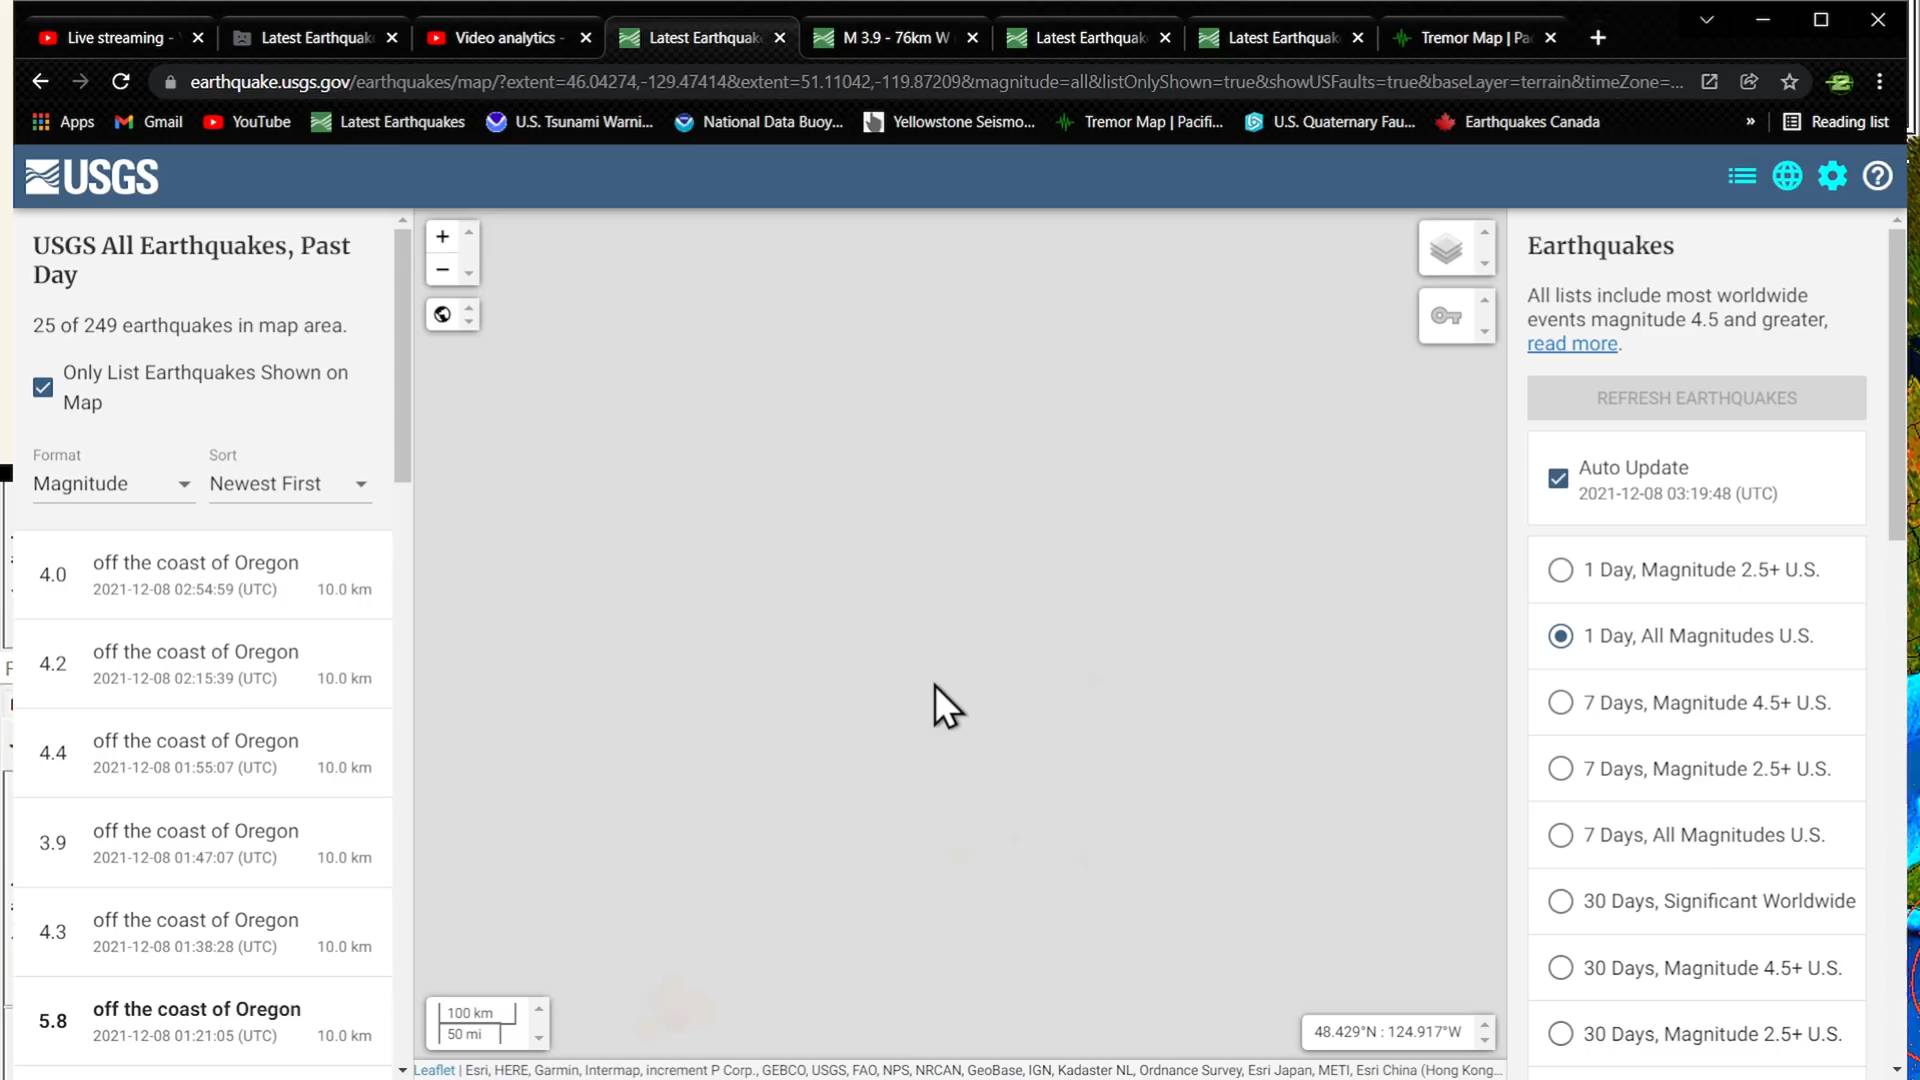 Live streaming -
Latest Earthquak
Video analytics -
Latest Earthquak
M 3.9 - 76km W
Latest Earthquak
Latest Earthquak
Tremor Map | Pa
earthquake.usgs.gov/earthquakes/map/?extent=46.04274,-129.47414&extent=51.11042,-119.87209&magnitude=all&listOnlyShown=true&showUSFaults=true&baseLayer=terrain&timeZone=...
Apps
Gmail
YouTube
Latest Earthquakes
U.S. Tsunami Warni...
National Data Buoy...
Yellowstone Seismo...
Tremor Map | Pacifi...
U.S. Quaternary Fau...
Earthquakes Canada
»
Reading list
USGS
USGS All Earthquakes, Past
Day
25 of 249 earthquakes in map area.
Only List Earthquakes Shown on
Map
Format
Sort
Magnitude
Newest First
4.0
off the coast of Oregon
2021-12-08 02:54:59 (UTC) 10.0 km
4.2
off the coast of Oregon
2021-12-08 02:15:39 (UTC) 10.0 km
4.4
off the coast of Oregon
2021-12-08 01:55:07 (UTC) 10.0 km
3.9
off the coast of Oregon
2021-12-08 01:47:07 (UTC) 10.0 km
4.3
off the coast of Oregon
2021-12-08 01:38:28 (UTC) 10.0 km
5.8
off the coast of Oregon
2021-12-08 01:21:05 (UTC) 10.0 km
+
−
100 km
50 mi
48.429°N : 124.917°W
Leaflet | Esri, HERE, Garmin, Intermap, increment P Corp., GEBCO, USGS, FAO, NPS, NRCAN, GeoBase, IGN, Kadaster NL, Ordnance Survey, Esri Japan, METI, Esri China (Hong Kong...
Earthquakes
All lists include most worldwide
events magnitude 4.5 and greater,
read more.
REFRESH EARTHQUAKES
Auto Update
2021-12-08 03:19:48 (UTC)
1 Day, Magnitude 2.5+ U.S.
1 Day, All Magnitudes U.S.
7 Days, Magnitude 4.5+ U.S.
7 Days, Magnitude 2.5+ U.S.
7 Days, All Magnitudes U.S.
30 Days, Significant Worldwide
30 Days, Magnitude 4.5+ U.S.
30 Days, Magnitude 2.5+ U.S.